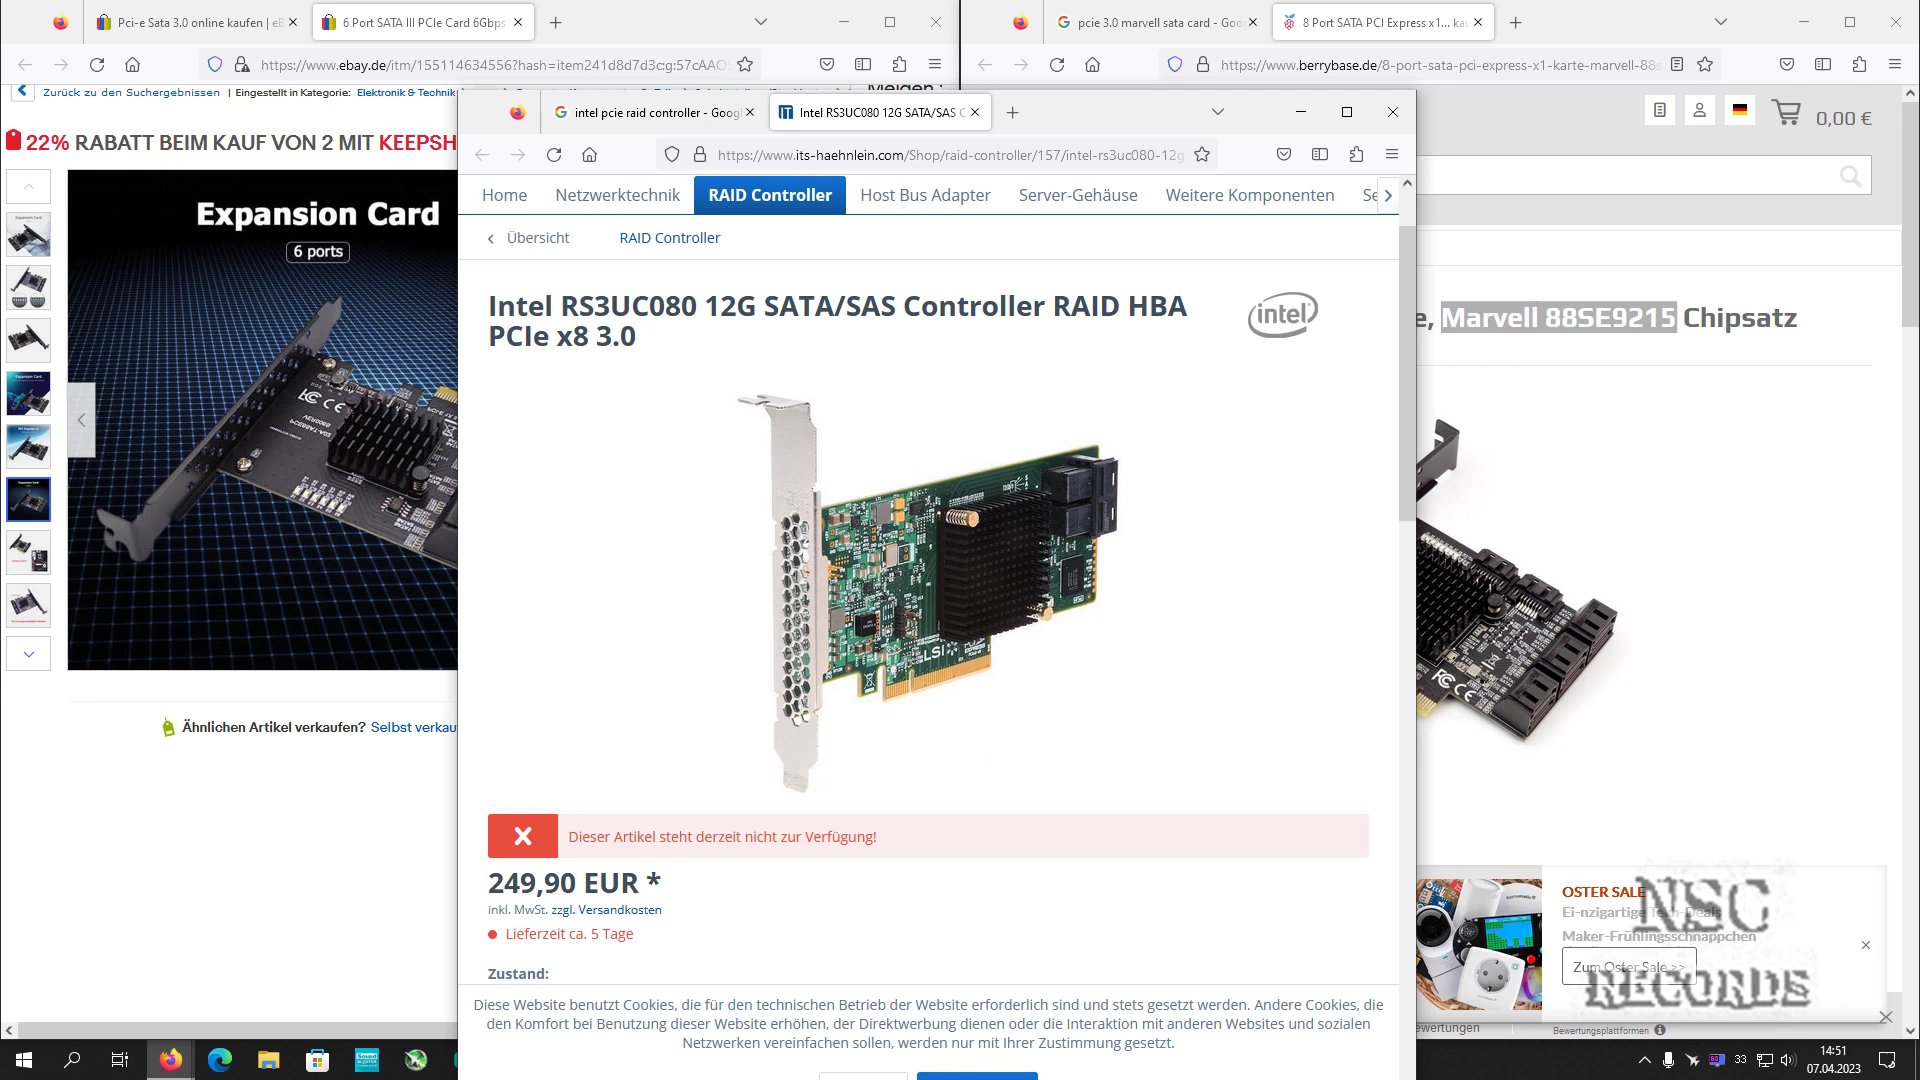 Pci-e Sata 3.0 online kaufen | eB
6 Port SATA III PCIe Card 6Gbps
pcie 3.0 marvell sata card - Goo
8 Port SATA PCI Express x1... ka
https://www.ebay.de/itm/155114634556?hash=item241d8d7d3c:g:57cAAO
https://www.berrybase.de/8-port-sata-pci-express-x1-karte-marvell-88s
Zurück zu den Suchergebnissen | Eingestellt in Kategorie: Elektronik & Technik
0,00 €
22% RABATT BEIM KAUF VON 2 MIT KEEPSH
Expansion Card
6 ports
Ähnlichen Artikel verkaufen? Selbst verkau
intel pcie raid controller - Googl
Intel RS3UC080 12G SATA/SAS C
https://www.its-haehnlein.com/Shop/raid-controller/157/intel-rs3uc080-12g
Home Netzwerktechnik RAID Controller Host Bus Adapter Server-Gehäuse Weitere Komponenten Se
Übersicht RAID Controller
Intel RS3UC080 12G SATA/SAS Controller RAID HBA
PCIe x8 3.0
intel
LSI
Dieser Artikel steht derzeit nicht zur Verfügung!
249,90 EUR *
inkl. MwSt. zzgl. Versandkosten
Lieferzeit ca. 5 Tage
Zustand:
Diese Website benutzt Cookies, die für den technischen Betrieb der Website erforderlich sind und stets gesetzt werden. Andere Cookies, die
den Komfort bei Benutzung dieser Website erhöhen, der Direktwerbung dienen oder die Interaktion mit anderen Websites und sozialen
Netzwerken vereinfachen sollen, werden nur mit Ihrer Zustimmung gesetzt.
e, Marvell 88SE9215 Chipsatz
OSTER SALE
Ei-nzigartige Tech-Deals
Maker-Frühlingsschnäppchen
Zum Oster Sale >>
NSC
RECORDS
ewertungen
Bewertungsplattformen
33
14:51
07.04.2023